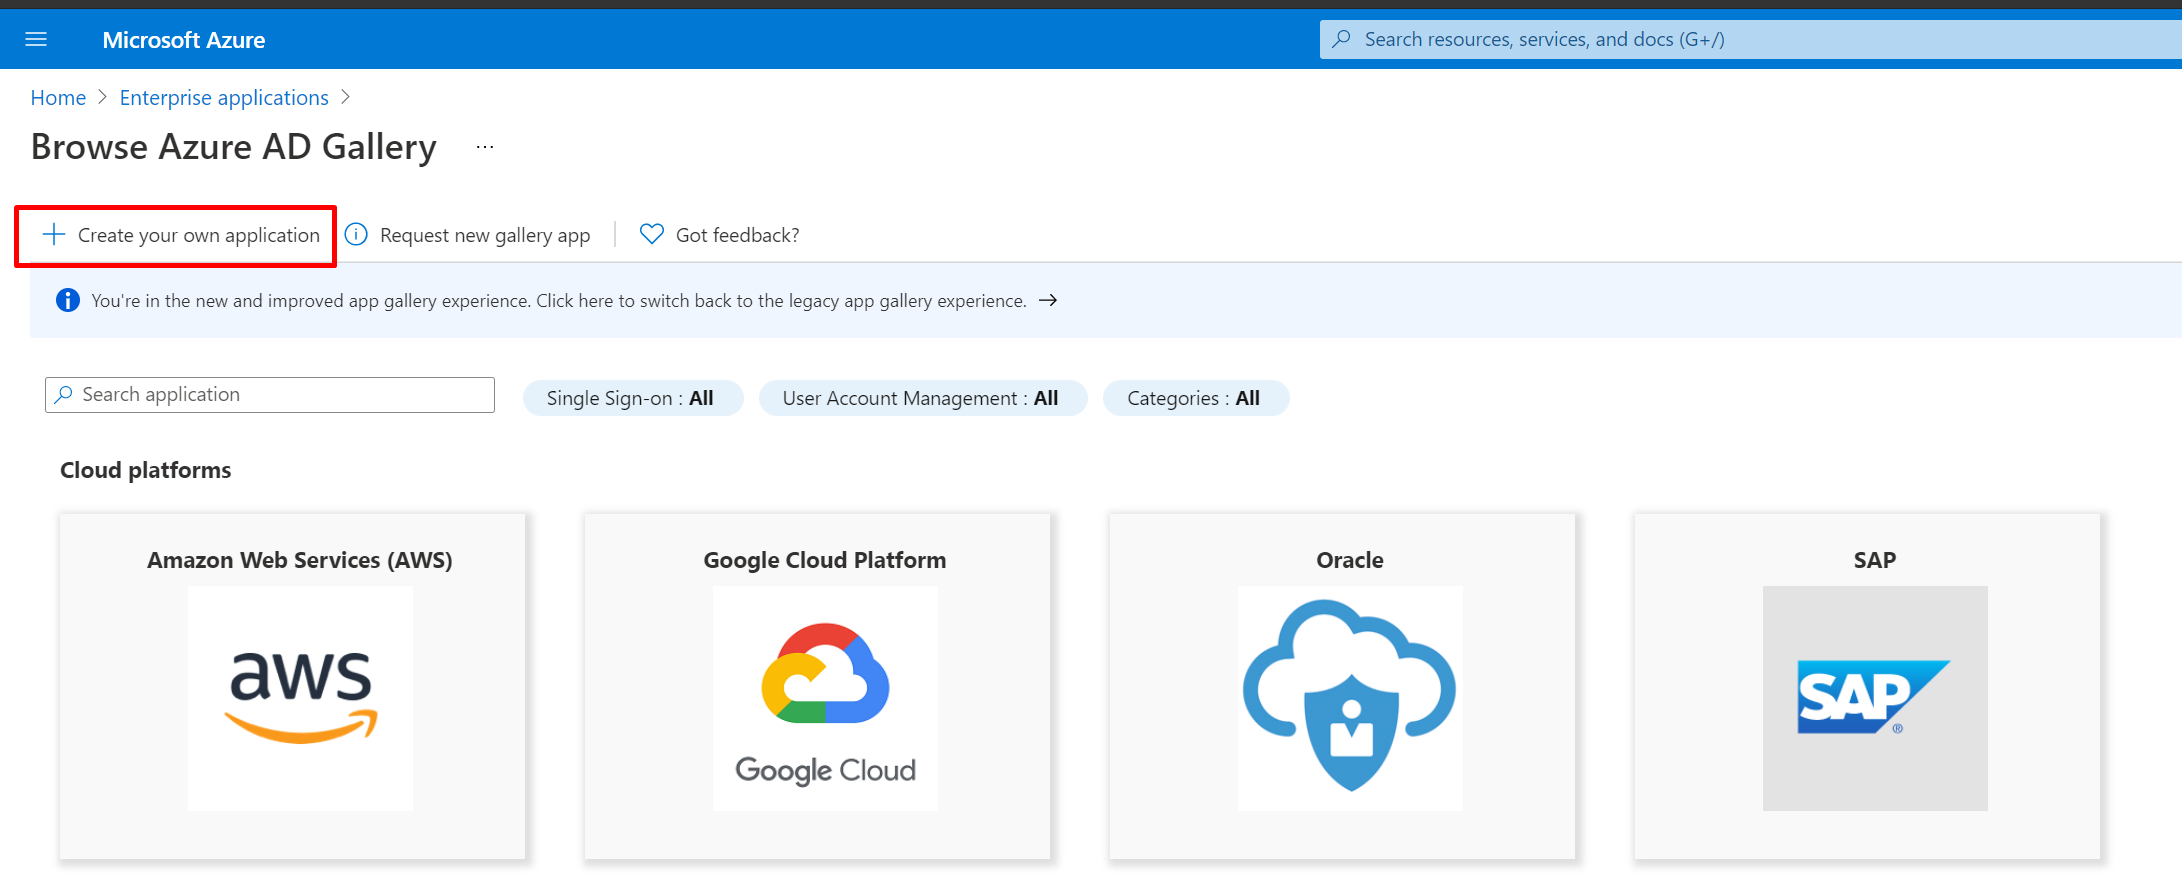 Microsoft Azure
Search resources, services, and docs (G+/)
Home > Enterprise applications >
Browse Azure AD Gallery ...
+ Create your own application
Request new gallery app
Got feedback?
You're in the new and improved app gallery experience. Click here to switch back to the legacy app gallery experience. →
Search application
Single Sign-on : All
User Account Management : All
Categories : All
Cloud platforms
Amazon Web Services (AWS)
aws
Google Cloud Platform
Google Cloud
Oracle
SAP
SAP®